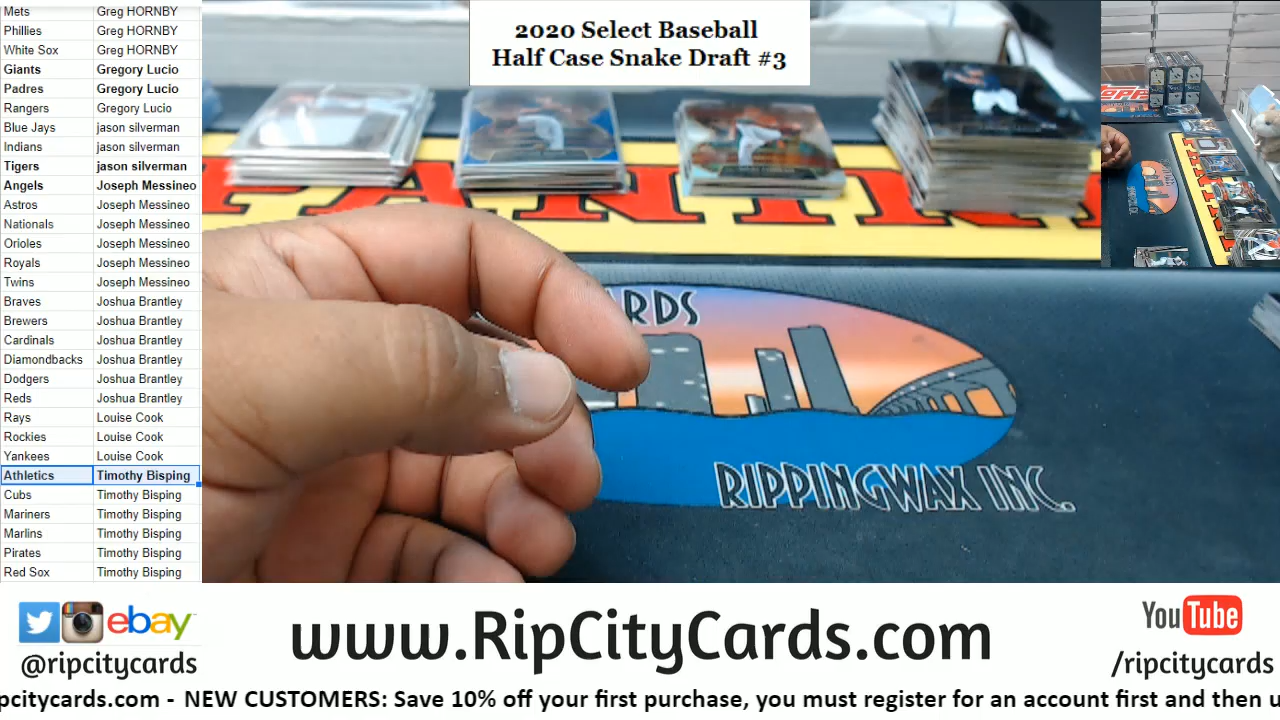 2020 Select Baseball
Half Case Snake Draft #3
Mets Greg HORNBY
Phillies Greg HORNBY
White Sox Greg HORNBY
Giants Gregory Lucio
Padres Gregory Lucio
Rangers Gregory Lucio
Blue Jays jason silverman
Indians jason silverman
Tigers jason silverman
Angels Joseph Messineo
Astros Joseph Messineo
Nationals Joseph Messineo
Orioles Joseph Messineo
Royals Joseph Messineo
Twins Joseph Messineo
Braves Joshua Brantley
Brewers Joshua Brantley
Cardinals Joshua Brantley
Diamondbacks Joshua Brantley
Dodgers Joshua Brantley
Reds Joshua Brantley
Rays Louise Cook
Rockies Louise Cook
Yankees Louise Cook
Athletics Timothy Bisping
Cubs Timothy Bisping
Mariners Timothy Bisping
Marlins Timothy Bisping
Pirates Timothy Bisping
Red Sox Timothy Bisping
RDS
RIPPINGWAX INC.
ebay
@ripcitycards
www.RipCityCards.com
YouTube
/ripcitycards
pcitycards.com - NEW CUSTOMERS: Save 10% off your first purchase, you must register for an account first and then u